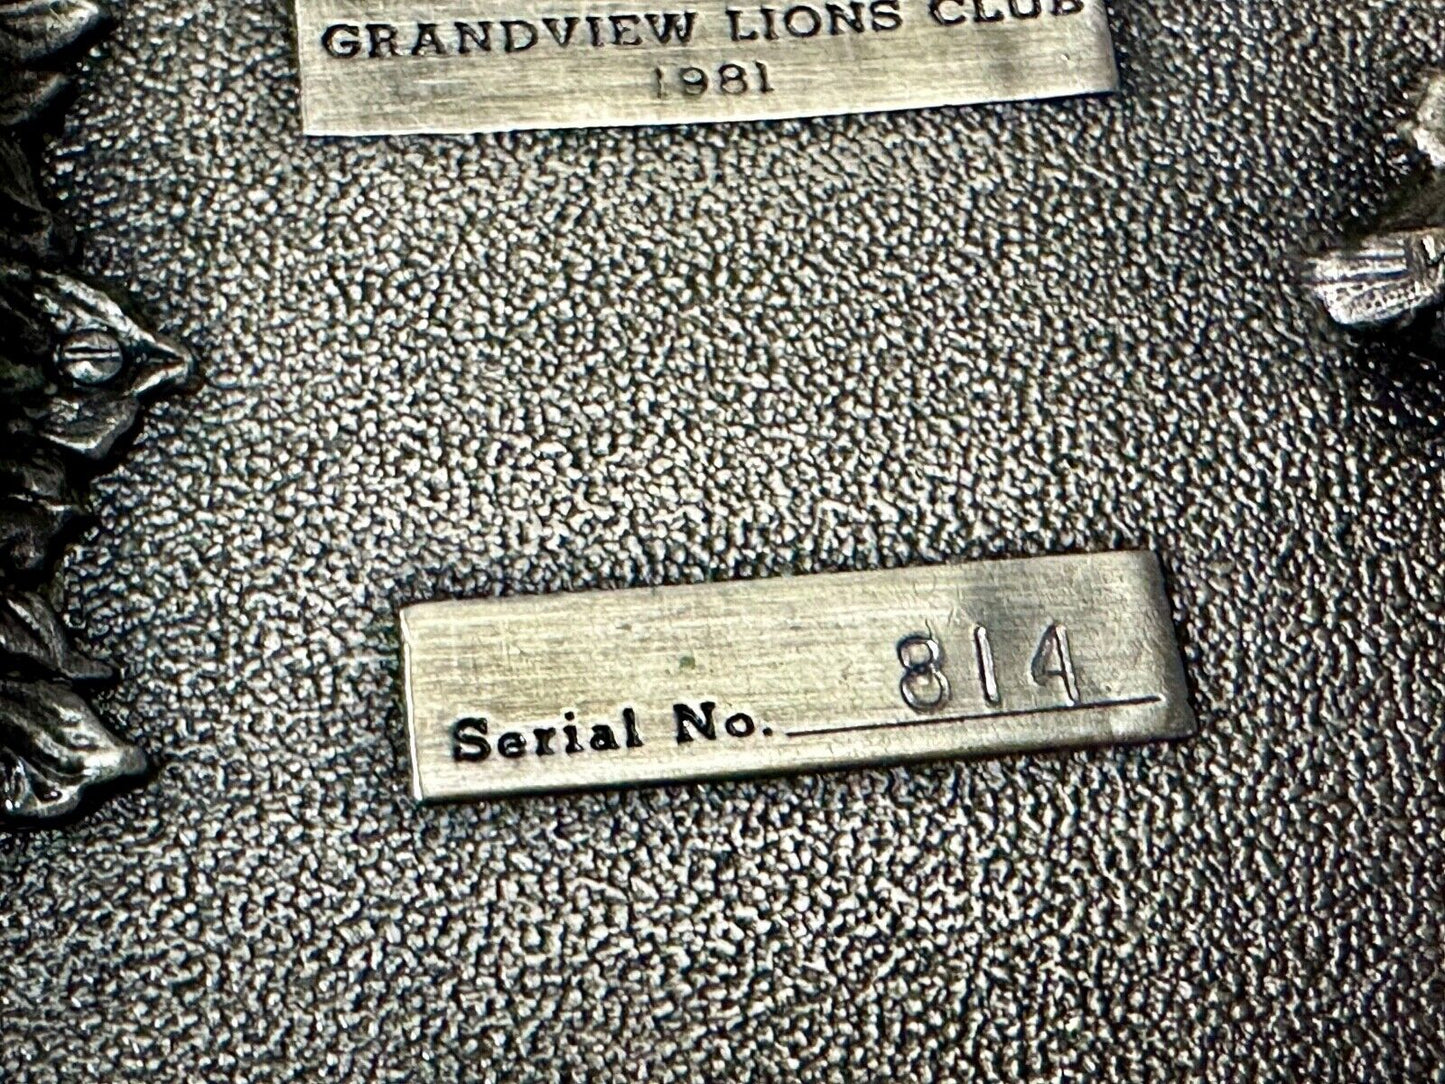 GRANDVIEW LIONS CLUB
1981
Serial No. 814